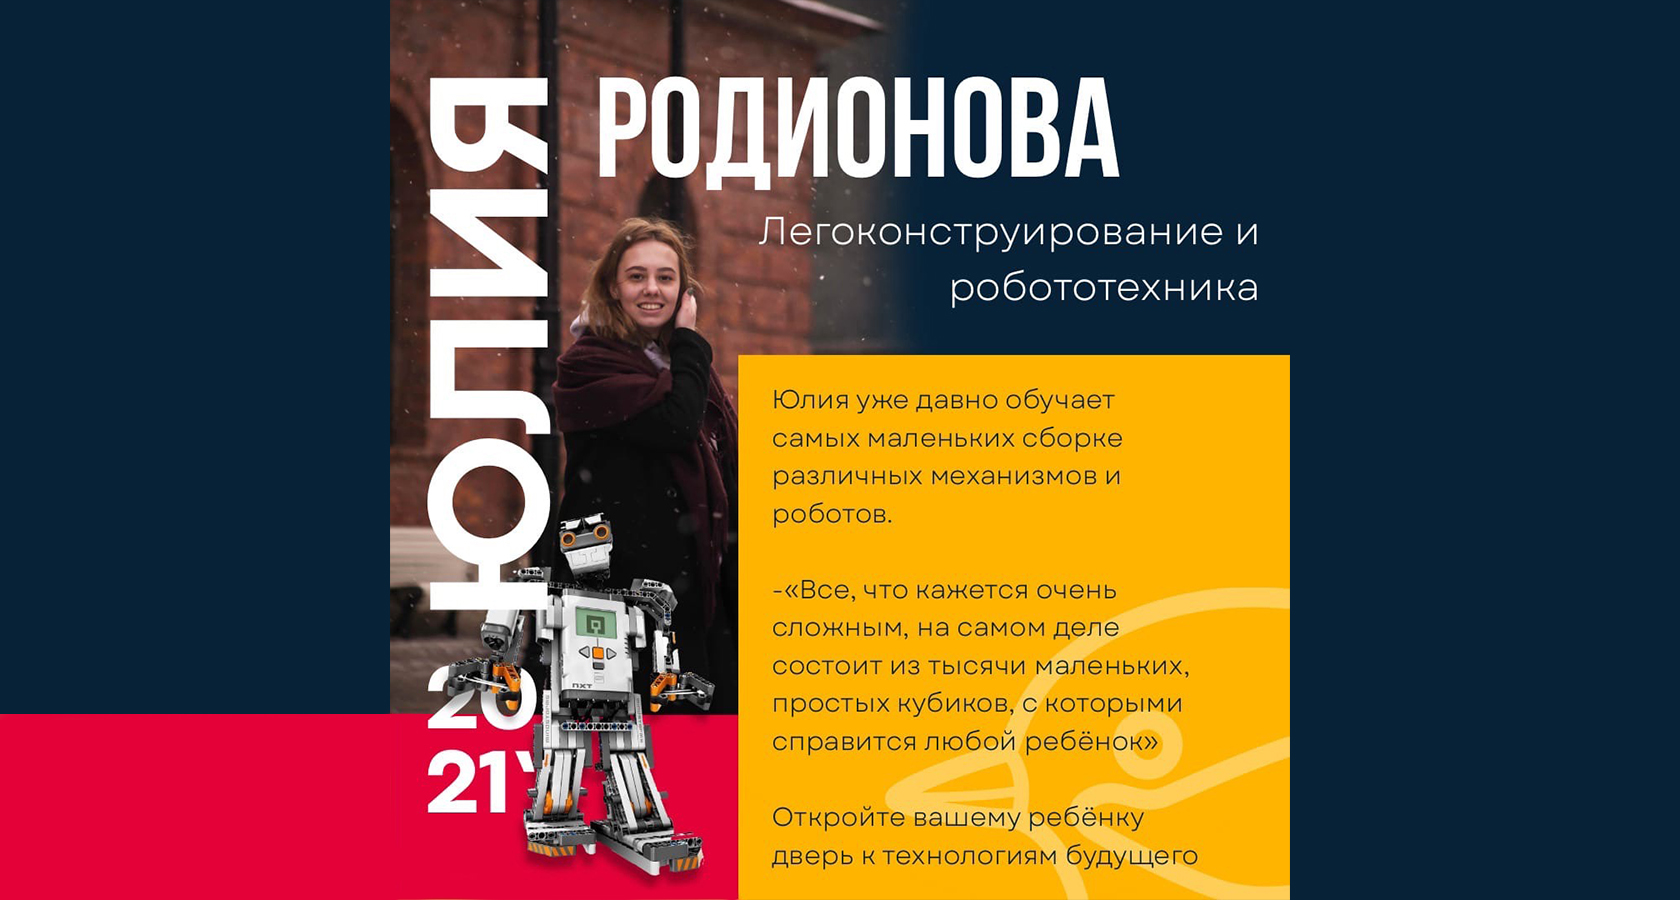 ЮЛИЯ
РОДИОНОВА
Легоконструирование и
робототехника
Юлия уже давно обучает
самых маленьких сборке
различных механизмов и
роботов.
-«Все, что кажется очень
сложным, на самом деле
состоит из тысячи маленьких,
простых кубиков, с которыми
справится любой ребёнок»
Откройте вашему ребёнку
дверь к технологиям будущего
20
21`
NXT